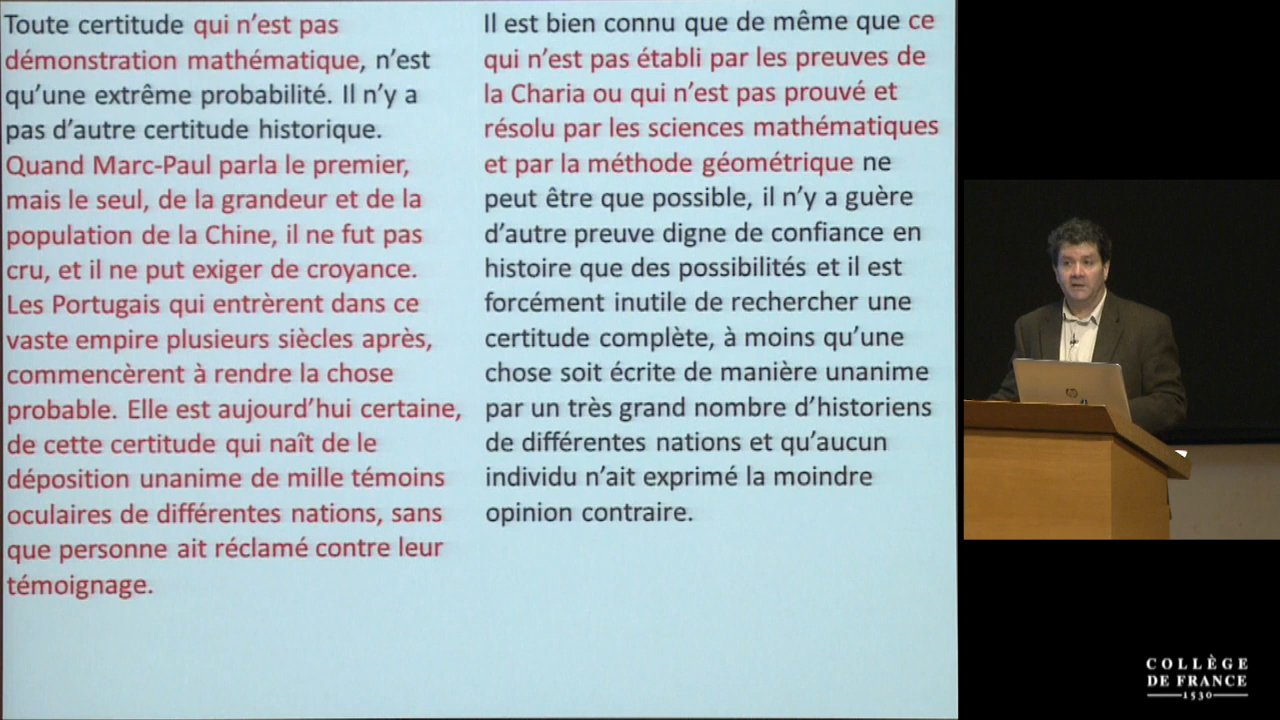 Toute certitude qui n’est pas
démonstration mathématique, n’est
qu’une extrême probabilité. Il n’y a
pas d’autre certitude historique.
Quand Marc-Paul parla le premier,
mais le seul, de la grandeur et de la
population de la Chine, il ne fut pas
cru, et il ne put exiger de croyance.
Les Portugais qui entrèrent dans ce
vaste empire plusieurs siècles après,
commencèrent à rendre la chose
probable. Elle est aujourd’hui certaine,
de cette certitude qui naît de le
déposition unanime de mille témoins
oculaires de différentes nations, sans
que personne ait réclamé contre leur
témoignage.
Il est bien connu que de même que ce
qui n’est pas établi par les preuves de
la Charia ou qui n’est pas prouvé et
résolu par les sciences mathématiques
et par la méthode géométrique ne
peut être que possible, il n’y a guère
d’autre preuve digne de confiance en
histoire que des possibilités et il est
forcément inutile de rechercher une
certitude complète, à moins qu’une
chose soit écrite de manière unanime
par un très grand nombre d’historiens
de différentes nations et qu’aucun
individu n’ait exprimé la moindre
opinion contraire.
hp
COLLÈGE
DE FRANCE
1530